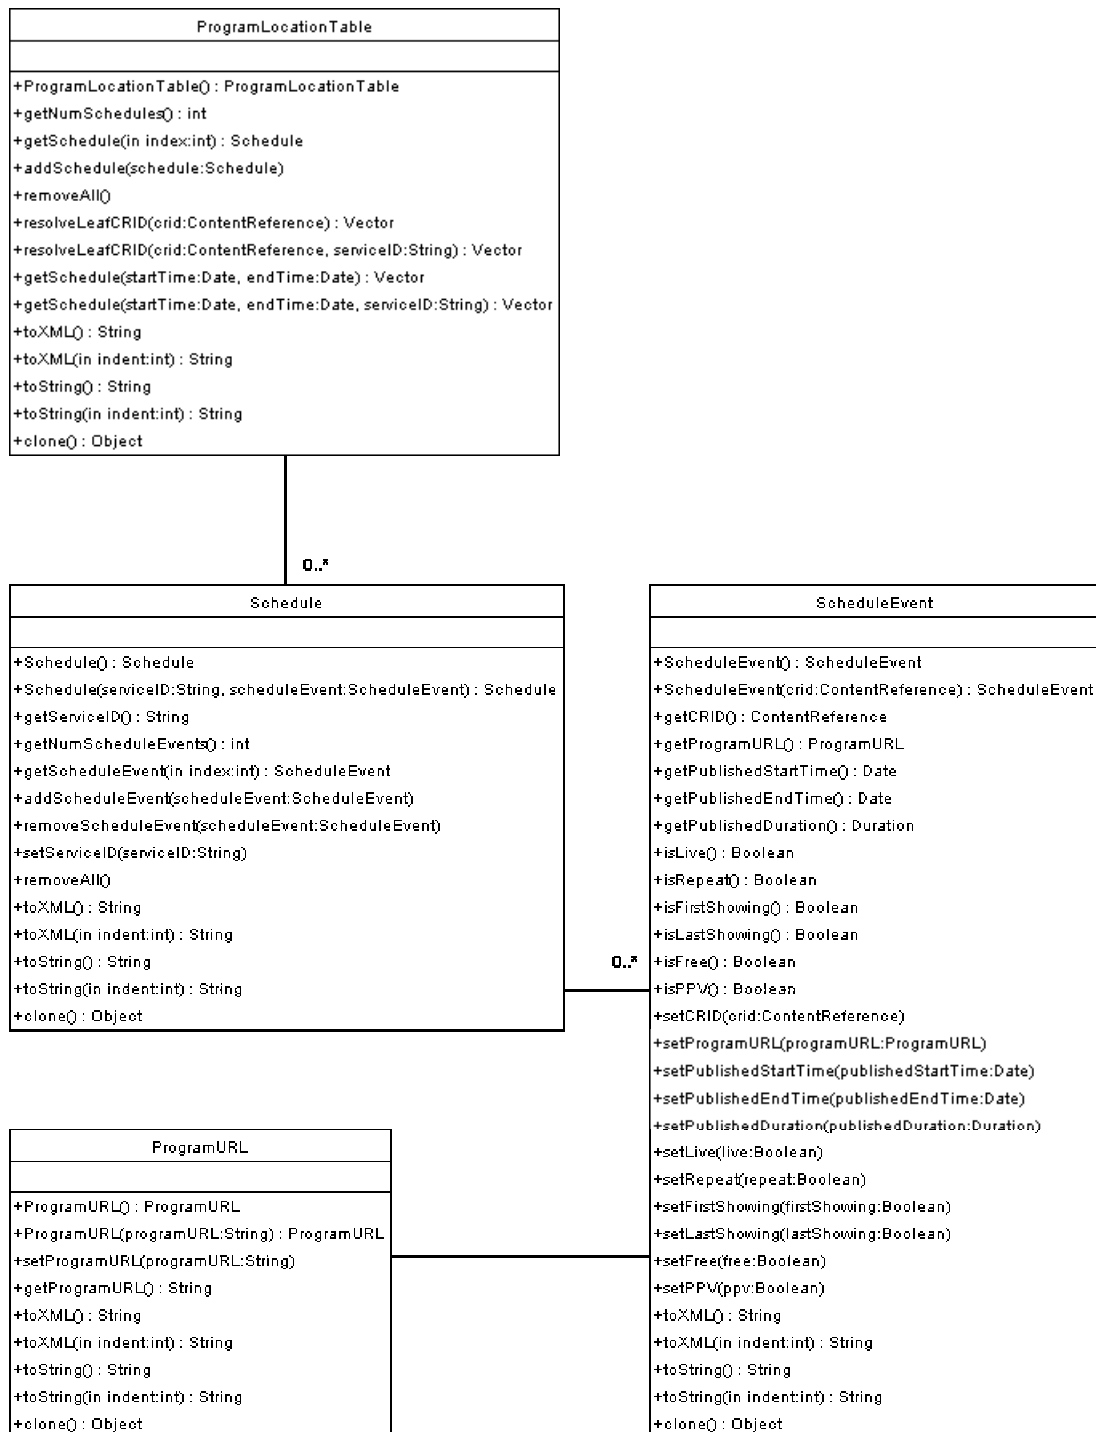 ProgramLocationTable
+ProgramLocationTable() : ProgramLocationTable
+getNumSchedules() : int
+getSchedule(in index:int) : Schedule
+addSchedule(schedule:Schedule)
+removeAll()
+resolveLeafCRID(crid:ContentReference) : Vector
+resolveLeafCRID(crid:ContentReference, serviceID:String) : Vector
+getSchedule(startTime:Date, endTime:Date) : Vector
+getSchedule(startTime:Date, endTime:Date, serviceID:String) : Vector
+toXML() : String
+toXML(in indent:int) : String
+toString() : String
+toString(in indent:int) : String
+clone() : Object
0..*
Schedule
+Schedule() : Schedule
+Schedule(serviceID:String, scheduleEvent:ScheduleEvent) : Schedule
+getServiceID() : String
+getNumScheduleEvents() : int
+getScheduleEvent(in index:int) : ScheduleEvent
+addScheduleEvent(scheduleEvent:ScheduleEvent)
+removeScheduleEvent(scheduleEvent:ScheduleEvent)
+setServiceID(serviceID:String)
+removeAll()
+toXML() : String
+toXML(in indent:int) : String
+toString() : String
+toString(in indent:int) : String
+clone() : Object
0..*
ScheduleEvent
+ScheduleEvent() : ScheduleEvent
+ScheduleEvent(crid:ContentReference) : ScheduleEvent
+getCRID() : ContentReference
+getProgramURL() : ProgramURL
+getPublishedStartTime() : Date
+getPublishedEndTime() : Date
+getPublishedDuration() : Duration
+isLive() : Boolean
+isRepeat() : Boolean
+isFirstShowing() : Boolean
+isLastShowing() : Boolean
+isFree() : Boolean
+isPPV() : Boolean
+setCRID(crid:ContentReference)
+setProgramURL(programURL:ProgramURL)
+setPublishedStartTime(publishedStartTime:Date)
+setPublishedEndTime(publishedEndTime:Date)
+setPublishedDuration(publishedDuration:Duration)
+setLive(live:Boolean)
+setRepeat(repeat:Boolean)
+setFirstShowing(firstShowing:Boolean)
+setLastShowing(lastShowing:Boolean)
+setFree(free:Boolean)
+setPPV(ppv:Boolean)
+toXML() : String
+toXML(in indent:int) : String
+toString() : String
+toString(in indent:int) : String
+clone() : Object
ProgramURL
+ProgramURL() : ProgramURL
+ProgramURL(programURL:String) : ProgramURL
+setProgramURL(programURL:String)
+getProgramURL() : String
+toXML() : String
+toXML(in indent:int) : String
+toString() : String
+toString(in indent:int) : String
+clone() : Object